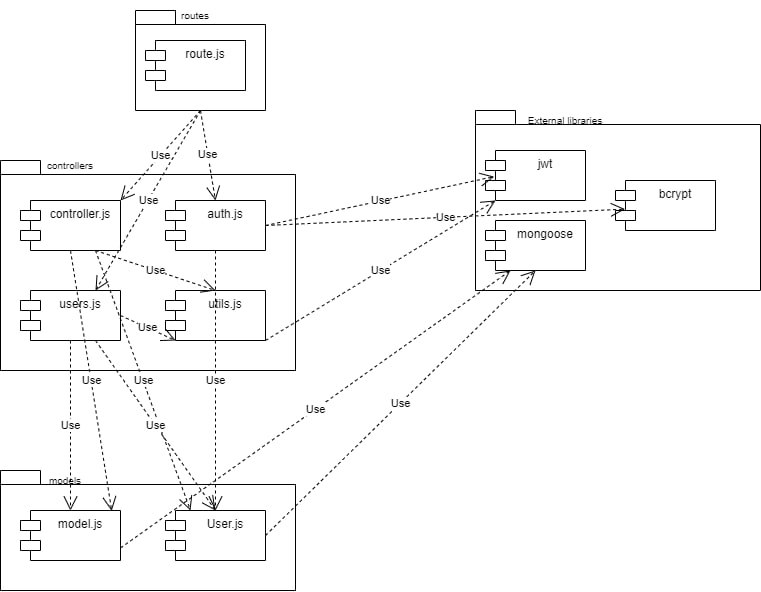 routes
route.js
External libraries
Use
Use
jwt
controllers
bcrypt
Use
Use
controller.js
auth.js
Use
mongoose
Use
Use
users.js
utils.js
Use
Use
Use
Use
Use
Use
Use
Use
Use
models
model.js
User.js